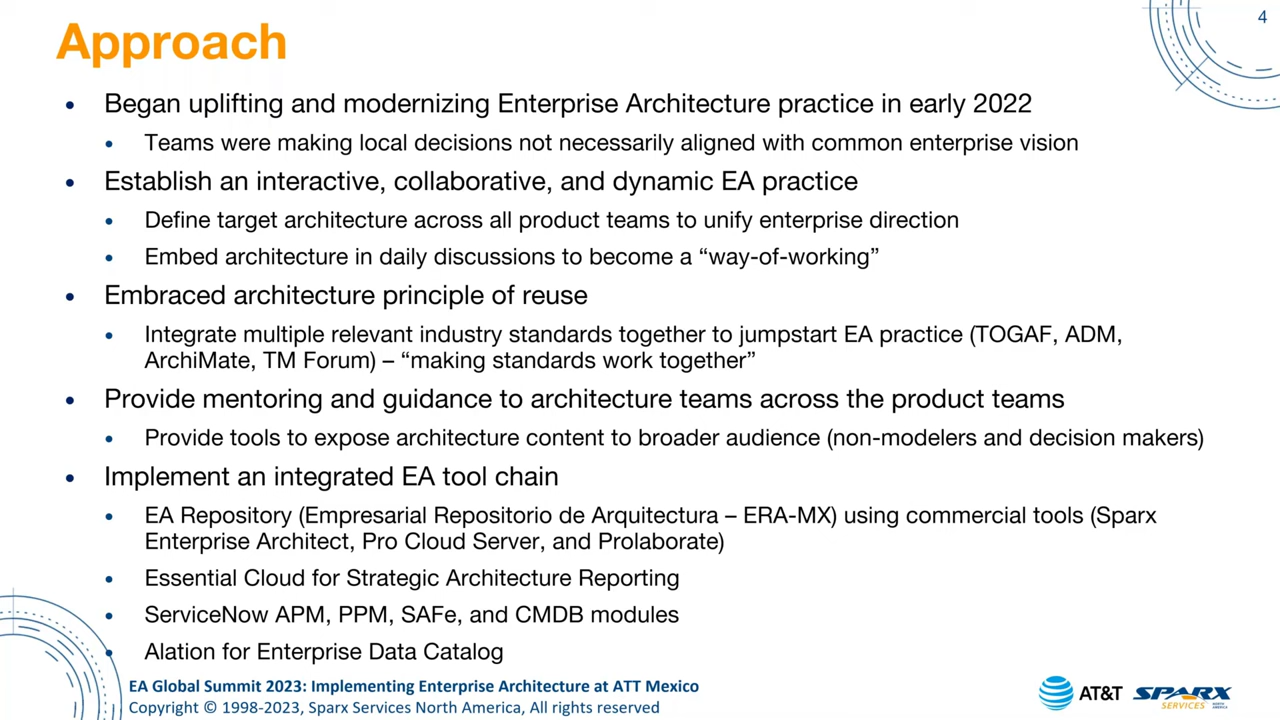 4
Approach
• Began uplifting and modernizing Enterprise Architecture practice in early 2022
• Teams were making local decisions not necessarily aligned with common enterprise vision
• Establish an interactive, collaborative, and dynamic EA practice
• Define target architecture across all product teams to unify enterprise direction
• Embed architecture in daily discussions to become a “way-of-working”
• Embraced architecture principle of reuse
• Integrate multiple relevant industry standards together to jumpstart EA practice (TOGAF, ADM,
ArchiMate, TM Forum) – “making standards work together”
• Provide mentoring and guidance to architecture teams across the product teams
• Provide tools to expose architecture content to broader audience (non-modelers and decision makers)
• Implement an integrated EA tool chain
• EA Repository (Empresarial Repositorio de Arquitectura – ERA-MX) using commercial tools (Sparx
Enterprise Architect, Pro Cloud Server, and Prolaborate)
• Essential Cloud for Strategic Architecture Reporting
• ServiceNow APM, PPM, SAFe, and CMDB modules
• Alation for Enterprise Data Catalog
EA Global Summit 2023: Implementing Enterprise Architecture at ATT Mexico
Copyright © 1998-2023, Sparx Services North America, All rights reserved
AT&T
SPARX
SERVICES NORTH AMERICA